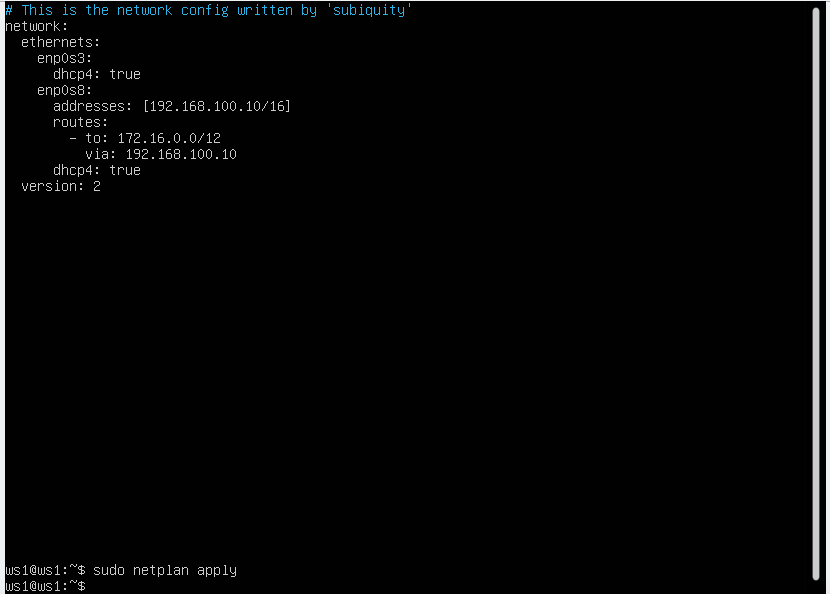 # This is the network config written by 'subiquity'
network:
  ethernets:
    enp0s3:
      dhcp4: true
    enp0s8:
      addresses: [192.168.100.10/16]
      routes:
        - to: 172.16.0.0/12
          via: 192.168.100.10
      dhcp4: true
  version: 2
ws1@ws1:~$ sudo netplan apply
ws1@ws1:~$